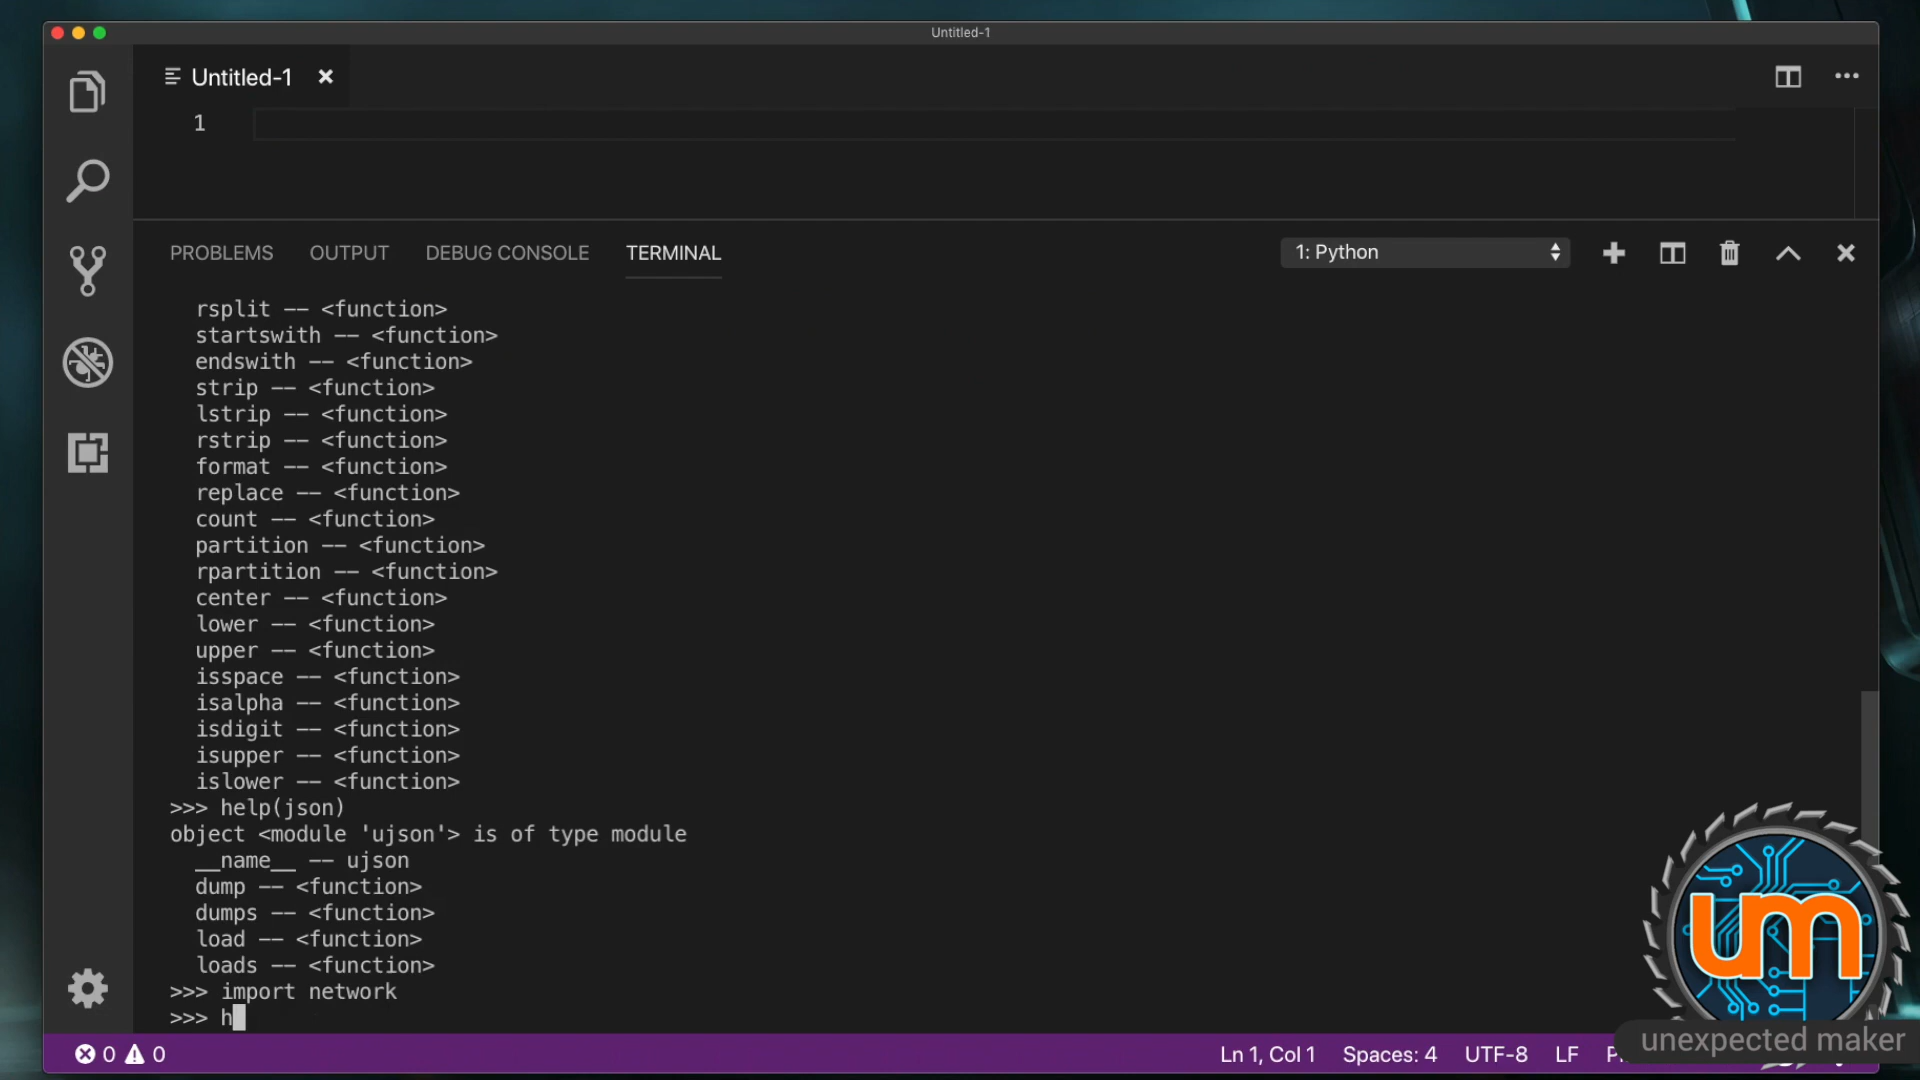 Untitled-1
Untitled-1
1
PROBLEMS OUTPUT DEBUG CONSOLE TERMINAL 1: Python
rsplit -- <function>
startswith -- <function>
endswith -- <function>
strip -- <function>
lstrip -- <function>
rstrip -- <function>
format -- <function>
replace -- <function>
count -- <function>
partition -- <function>
rpartition -- <function>
center -- <function>
lower -- <function>
upper -- <function>
isspace -- <function>
isalpha -- <function>
isdigit -- <function>
isupper -- <function>
islower -- <function>
>>> help(json)
object <module 'ujson'> is of type module
__name__ -- ujson
dump -- <function>
dumps -- <function>
load -- <function>
loads -- <function>
>>> import network
>>> h
um
unexpected maker
0 0 Ln 1, Col 1 Spaces: 4 UTF-8 LF